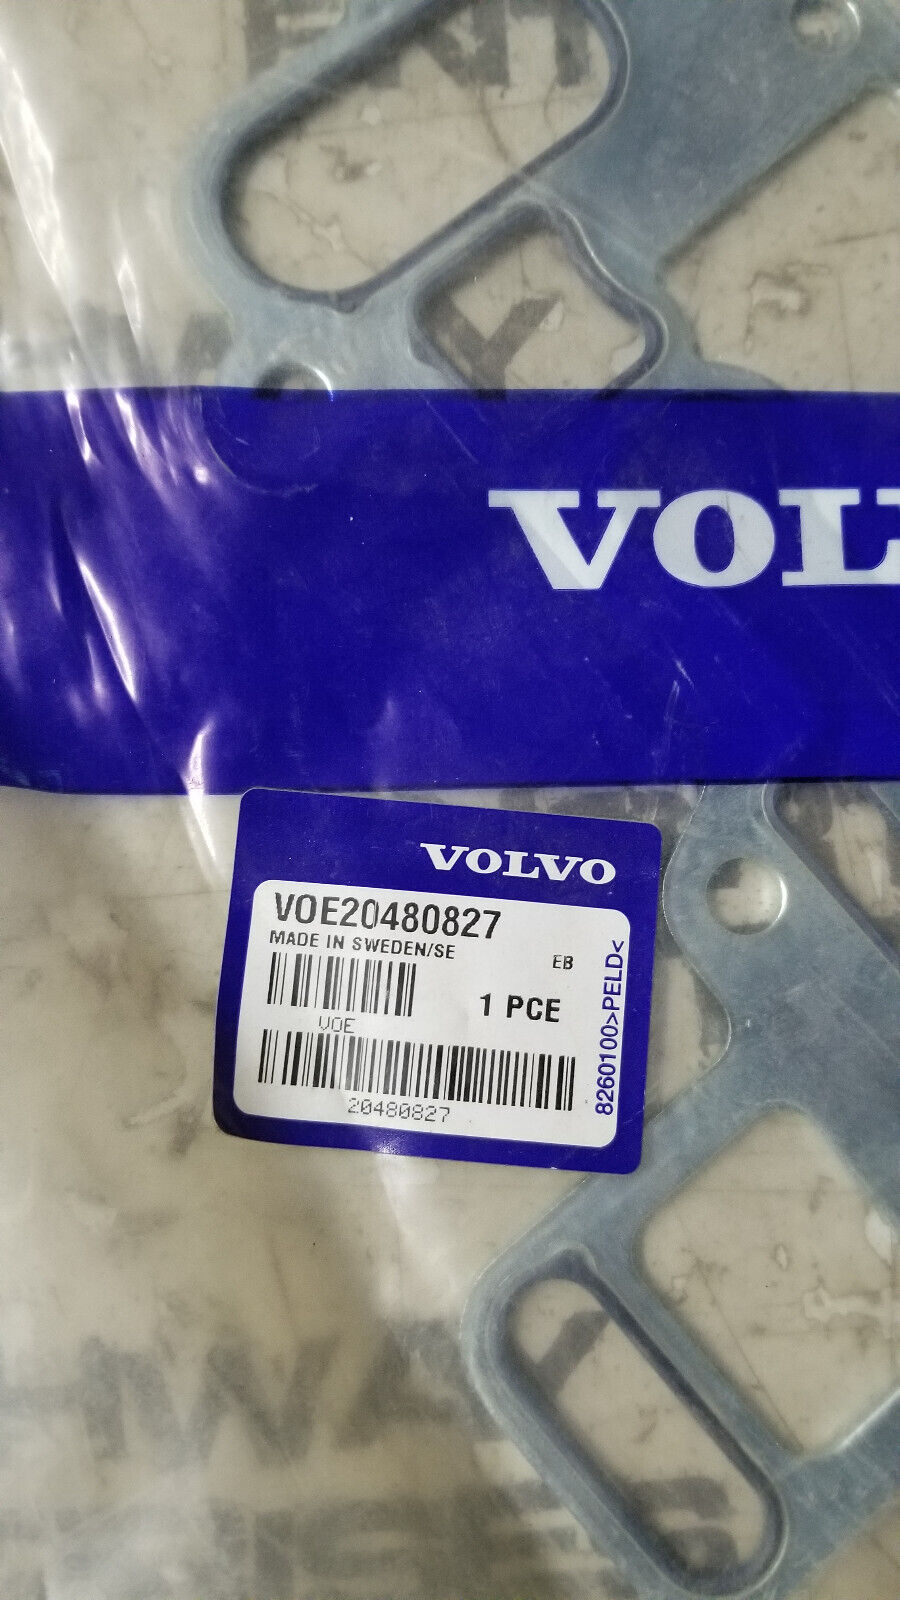 VOL
VOLVO
VOE20480827
MADE IN SWEDEN/SE
EB
1 PCE
VOE
20480827
8260100>PELD<